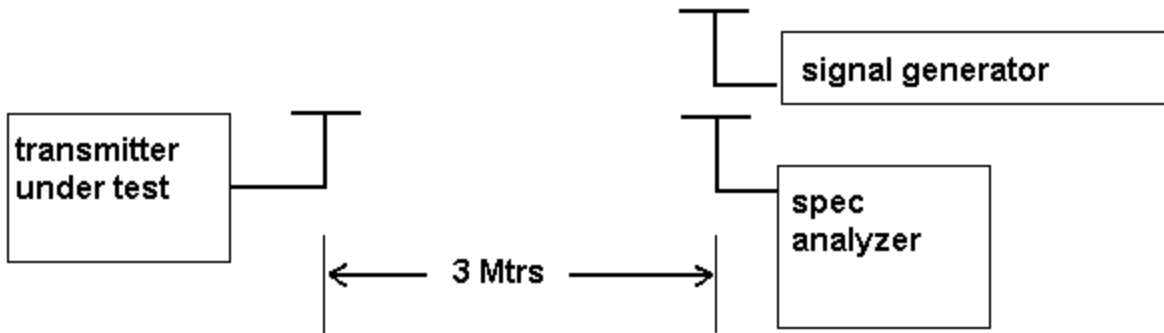 signal generator
transmitter
under test
spec
analyzer
3 Mtrs